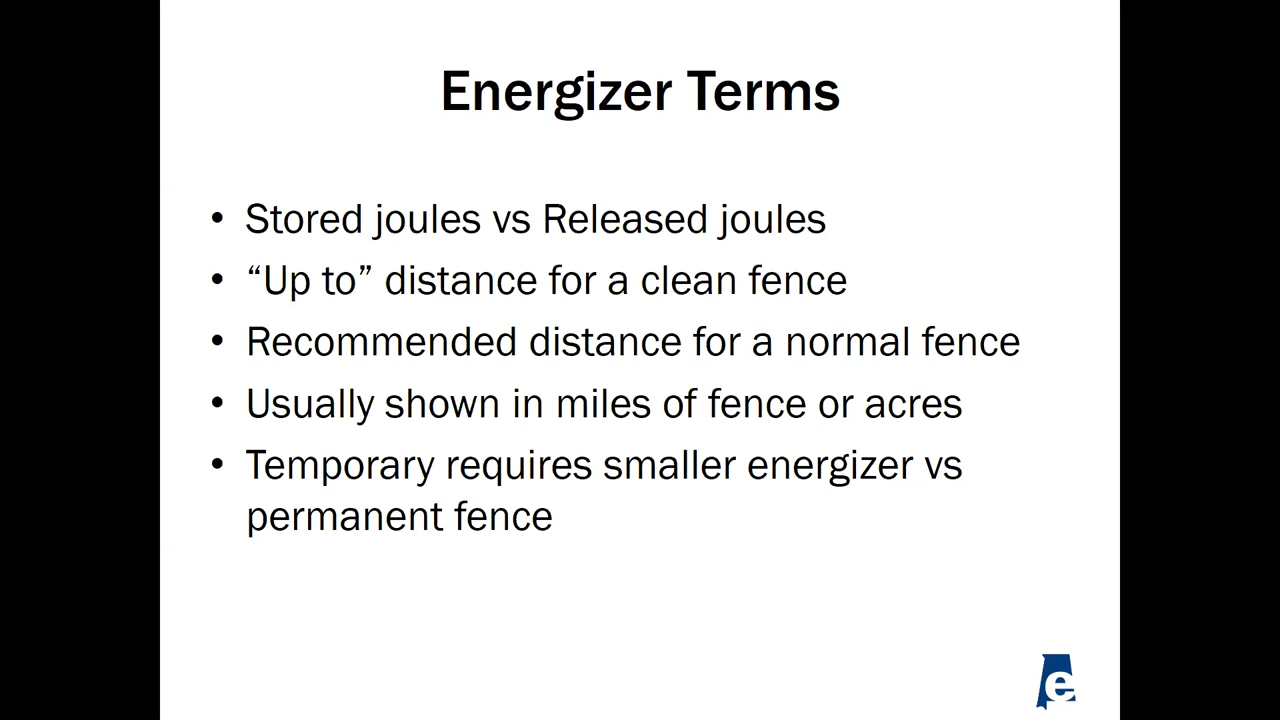 Energizer Terms
• Stored joules vs Released joules
• “Up to” distance for a clean fence
• Recommended distance for a normal fence
• Usually shown in miles of fence or acres
• Temporary requires smaller energizer vs
permanent fence
e